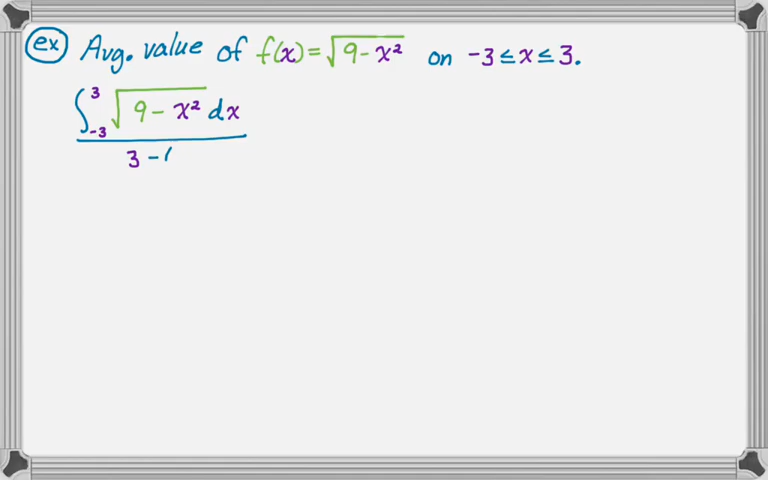 ex Avg. value of f(x) = √9 - x² on -3 ≤ x ≤ 3.
∫₋₃³ √9 - x² dx
3 - (